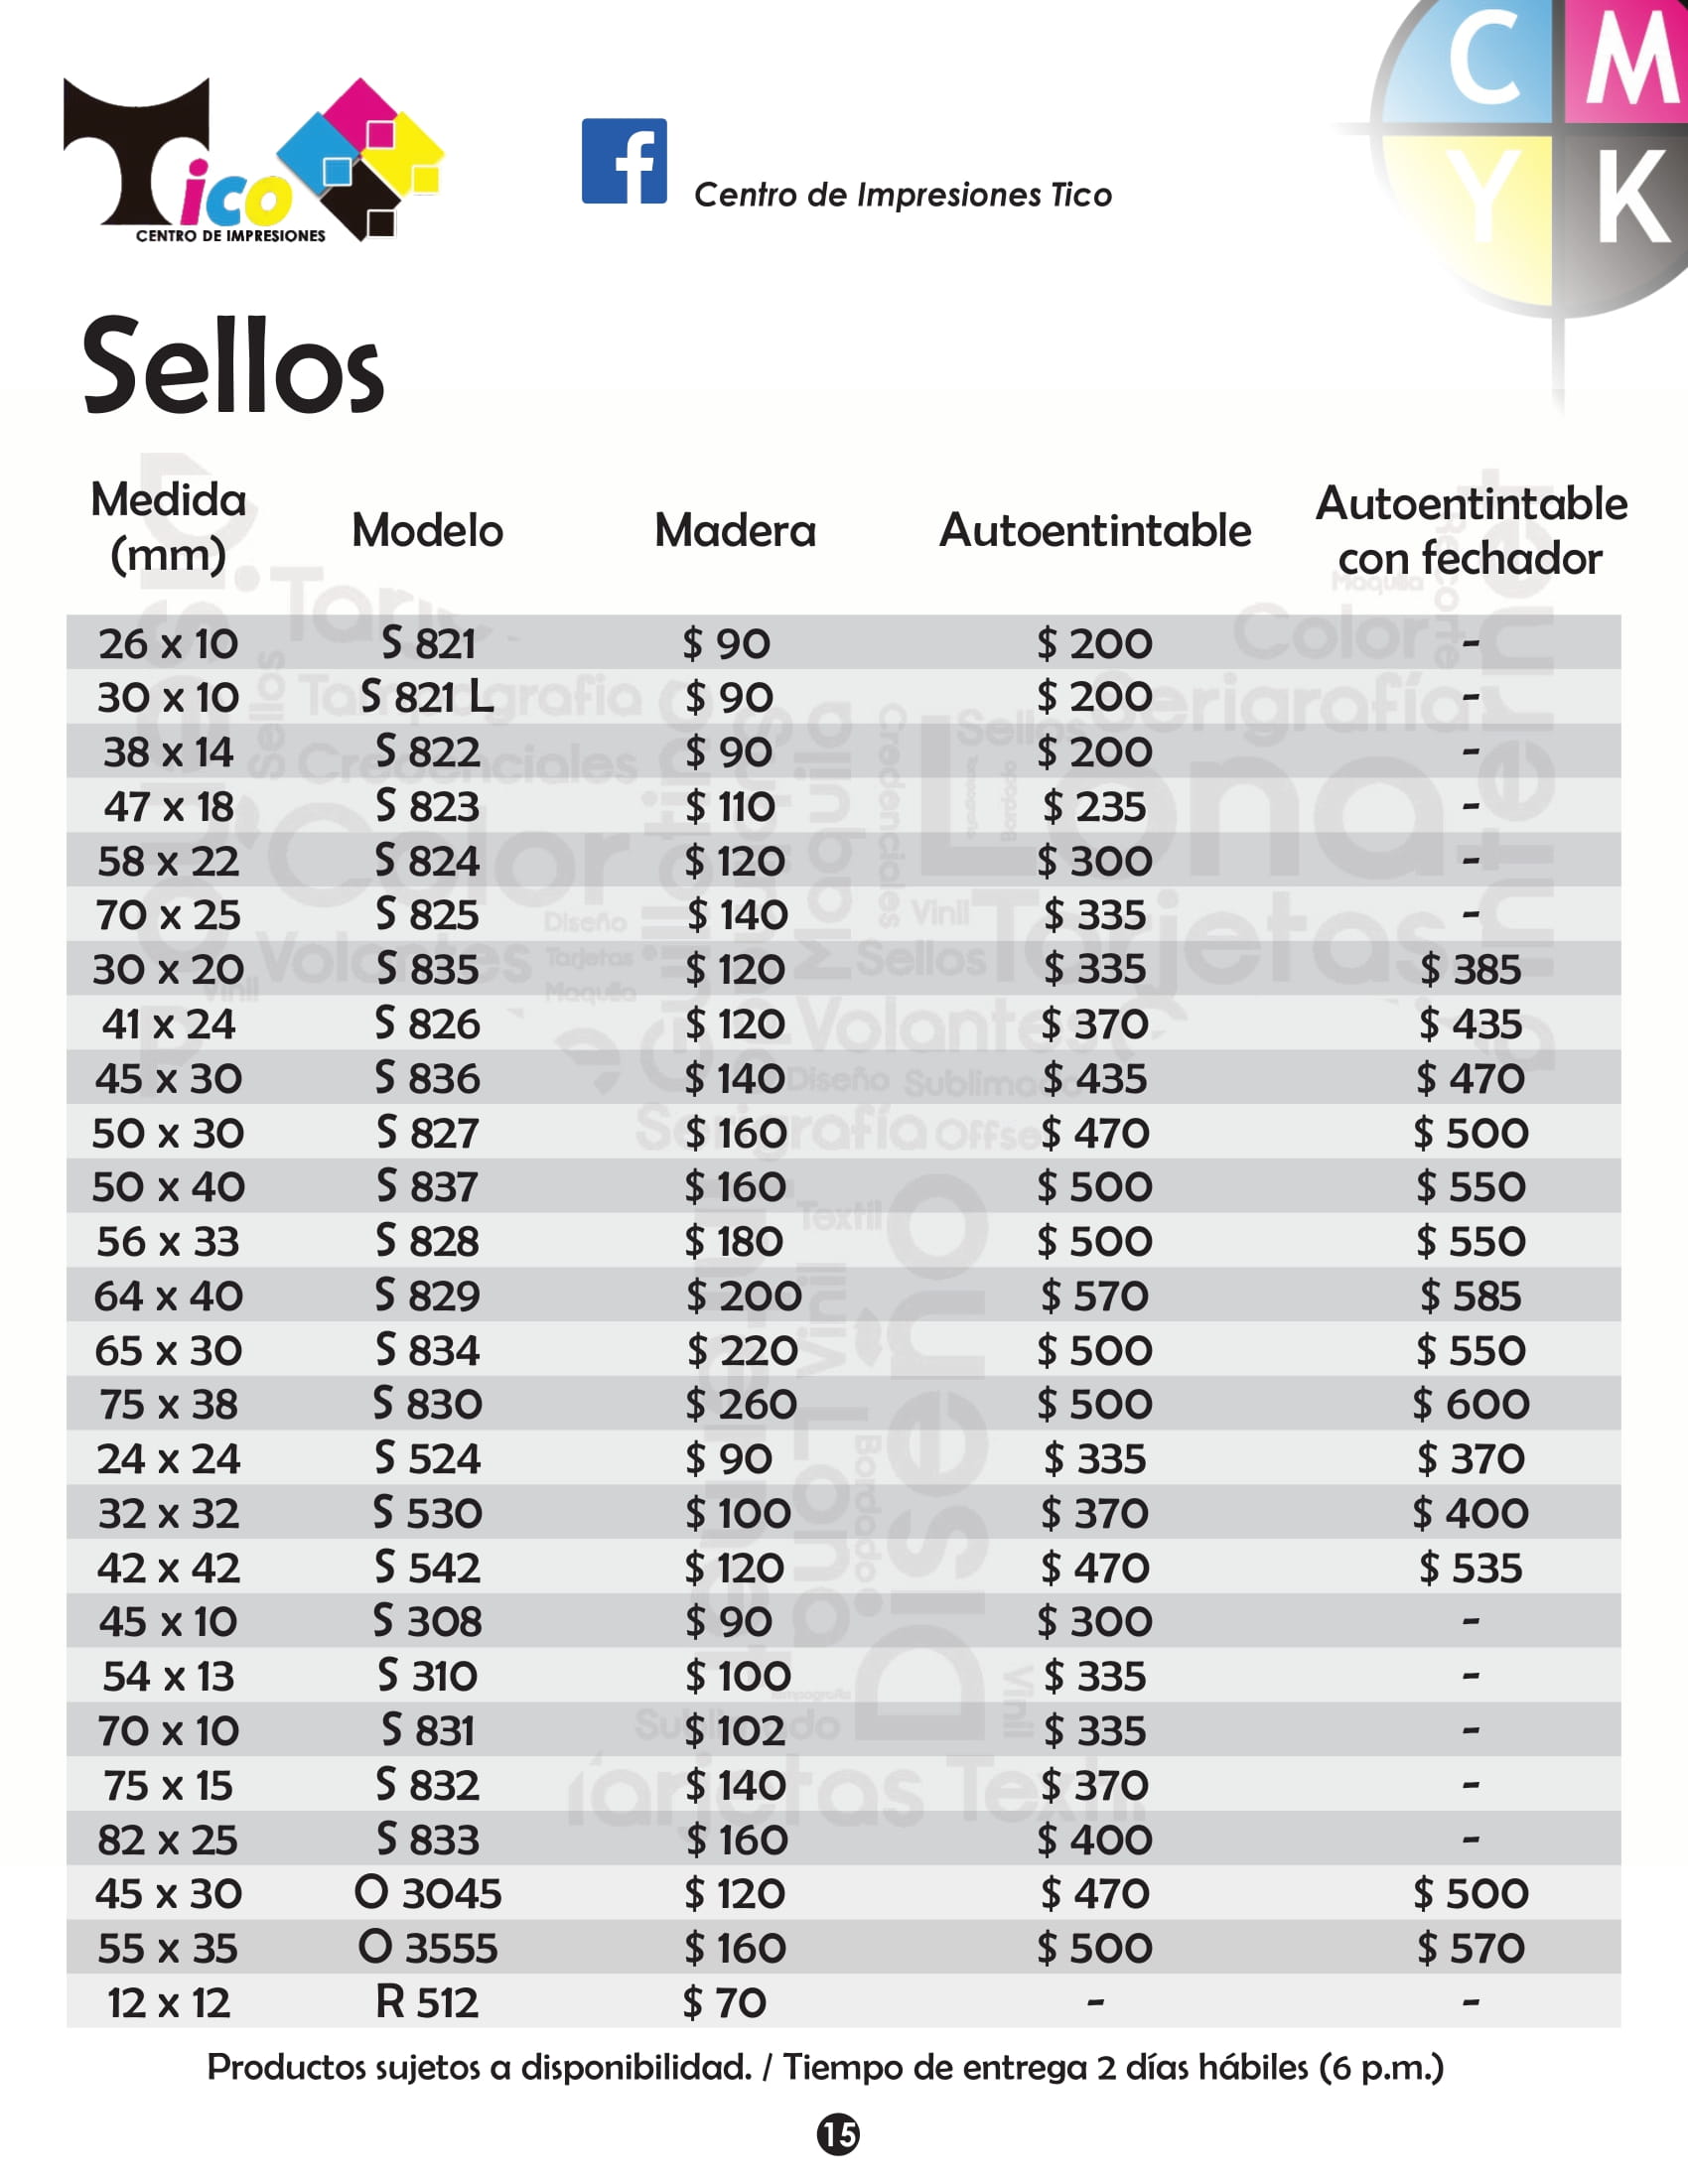 C M
Y K
Tico
CENTRO DE IMPRESIONES
f
Centro de Impresiones Tico
Sellos
Medida (mm) Modelo Madera Autoentintable Autoentintable con fechador
26 x 10 S 821 $ 90 $ 200 -
30 x 10 S 821 L $ 90 $ 200 -
38 x 14 S 822 $ 90 $ 200 -
47 x 18 S 823 $ 110 $ 235 -
58 x 22 S 824 $ 120 $ 300 -
70 x 25 S 825 $ 140 $ 335 -
30 x 20 S 835 $ 120 $ 335 $ 385
41 x 24 S 826 $ 120 $ 370 $ 435
45 x 30 S 836 $ 140 $ 435 $ 470
50 x 30 S 827 $ 160 $ 470 $ 500
50 x 40 S 837 $ 160 $ 500 $ 550
56 x 33 S 828 $ 180 $ 500 $ 550
64 x 40 S 829 $ 200 $ 570 $ 585
65 x 30 S 834 $ 220 $ 500 $ 550
75 x 38 S 830 $ 260 $ 500 $ 600
24 x 24 S 524 $ 90 $ 335 $ 370
32 x 32 S 530 $ 100 $ 370 $ 400
42 x 42 S 542 $ 120 $ 470 $ 535
45 x 10 S 308 $ 90 $ 300 -
54 x 13 S 310 $ 100 $ 335 -
70 x 10 S 831 $ 102 $ 335 -
75 x 15 S 832 $ 140 $ 370 -
82 x 25 S 833 $ 160 $ 400 -
45 x 30 O 3045 $ 120 $ 470 $ 500
55 x 35 O 3555 $ 160 $ 500 $ 570
12 x 12 R 512 $ 70 - -
Productos sujetos a disponibilidad. / Tiempo de entrega 2 días hábiles (6 p.m.)
15